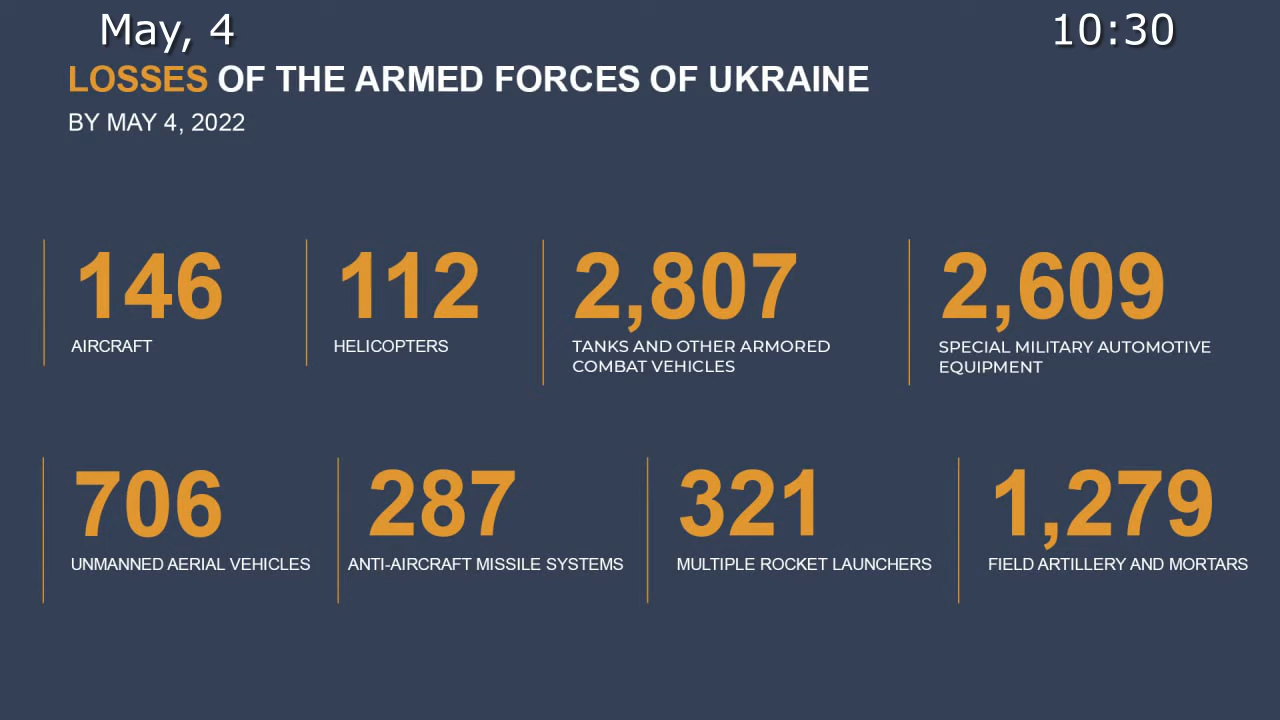 May, 4
10:30
LOSSES OF THE ARMED FORCES OF UKRAINE
BY MAY 4, 2022
146
AIRCRAFT
112
HELICOPTERS
2,807
TANKS AND OTHER ARMORED
COMBAT VEHICLES
2,609
SPECIAL MILITARY AUTOMOTIVE
EQUIPMENT
706
UNMANNED AERIAL VEHICLES
287
ANTI-AIRCRAFT MISSILE SYSTEMS
321
MULTIPLE ROCKET LAUNCHERS
1,279
FIELD ARTILLERY AND MORTARS